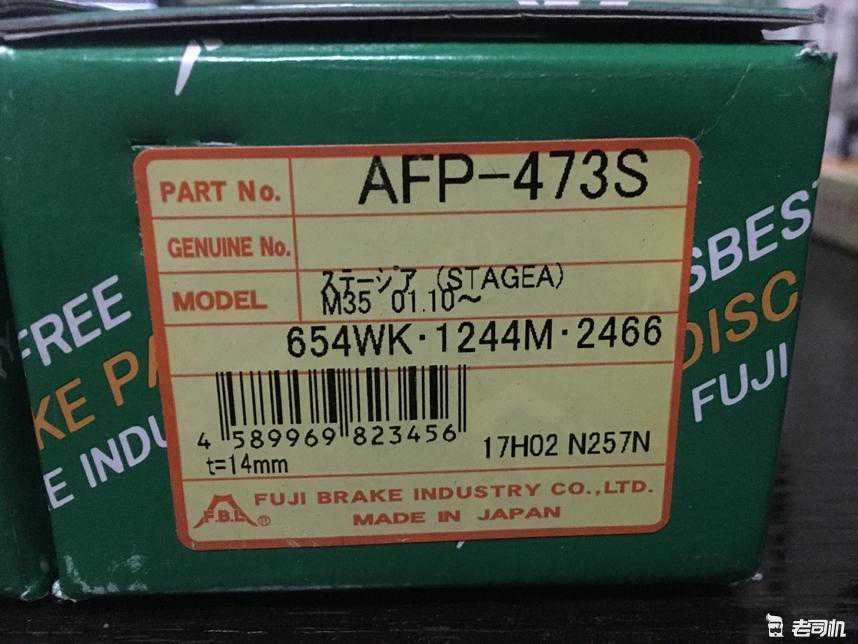 PART No. AFP-473S
GENUINE No.
MODEL ステージア (STAGEA)
M35 01.10～
654WK・1244M・2466
4 589969 823456
t=14mm
17H02 N257N
F.B.L ® FUJI BRAKE INDUSTRY CO.,LTD.
MADE IN JAPAN
FREE
KE PA
E INDU
SBEST
DISC
FUJI
老司机